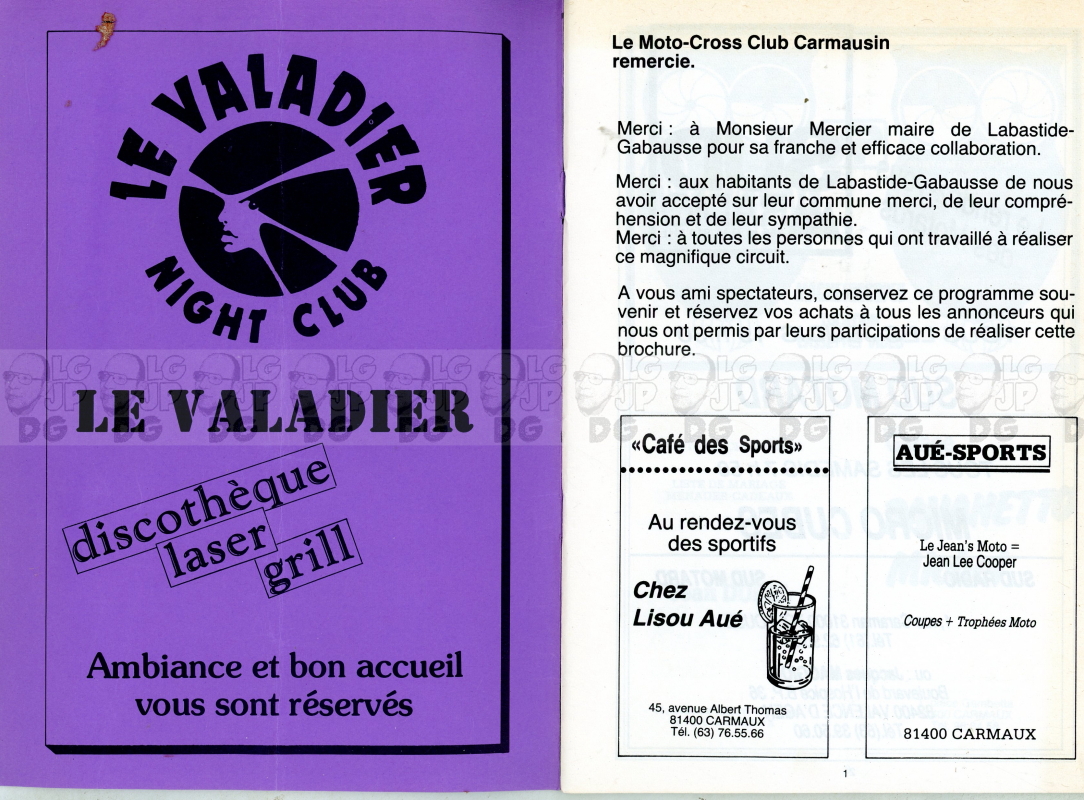 LE VALADIER
NIGHT CLUB
LE VALADIER
discothèque
laser
grill
Ambiance et bon accueil
vous sont réservés
Le Moto-Cross Club Carmausin
remercie.
Merci : à Monsieur Mercier maire de Labastide-
Gabausse pour sa franche et efficace collaboration.
Merci : aux habitants de Labastide-Gabausse de nous
avoir accepté sur leur commune merci, de leur compré-
hension et de leur sympathie.
Merci : à toutes les personnes qui ont travaillé à réaliser
ce magnifique circuit.
A vous ami spectateurs, conservez ce programme sou-
venir et réservez vos achats à tous les annonceurs qui
nous ont permis par leurs participations de réaliser cette
brochure.
«Café des Sports»
Au rendez-vous
des sportifs
Chez
Lisou Aué
45, avenue Albert Thomas
81400 CARMAUX
Tél. (63) 76.55.66
AUÉ-SPORTS
Le Jean's Moto =
Jean Lee Cooper
Coupes + Trophées Moto
81400 CARMAUX
1
LG JP DG